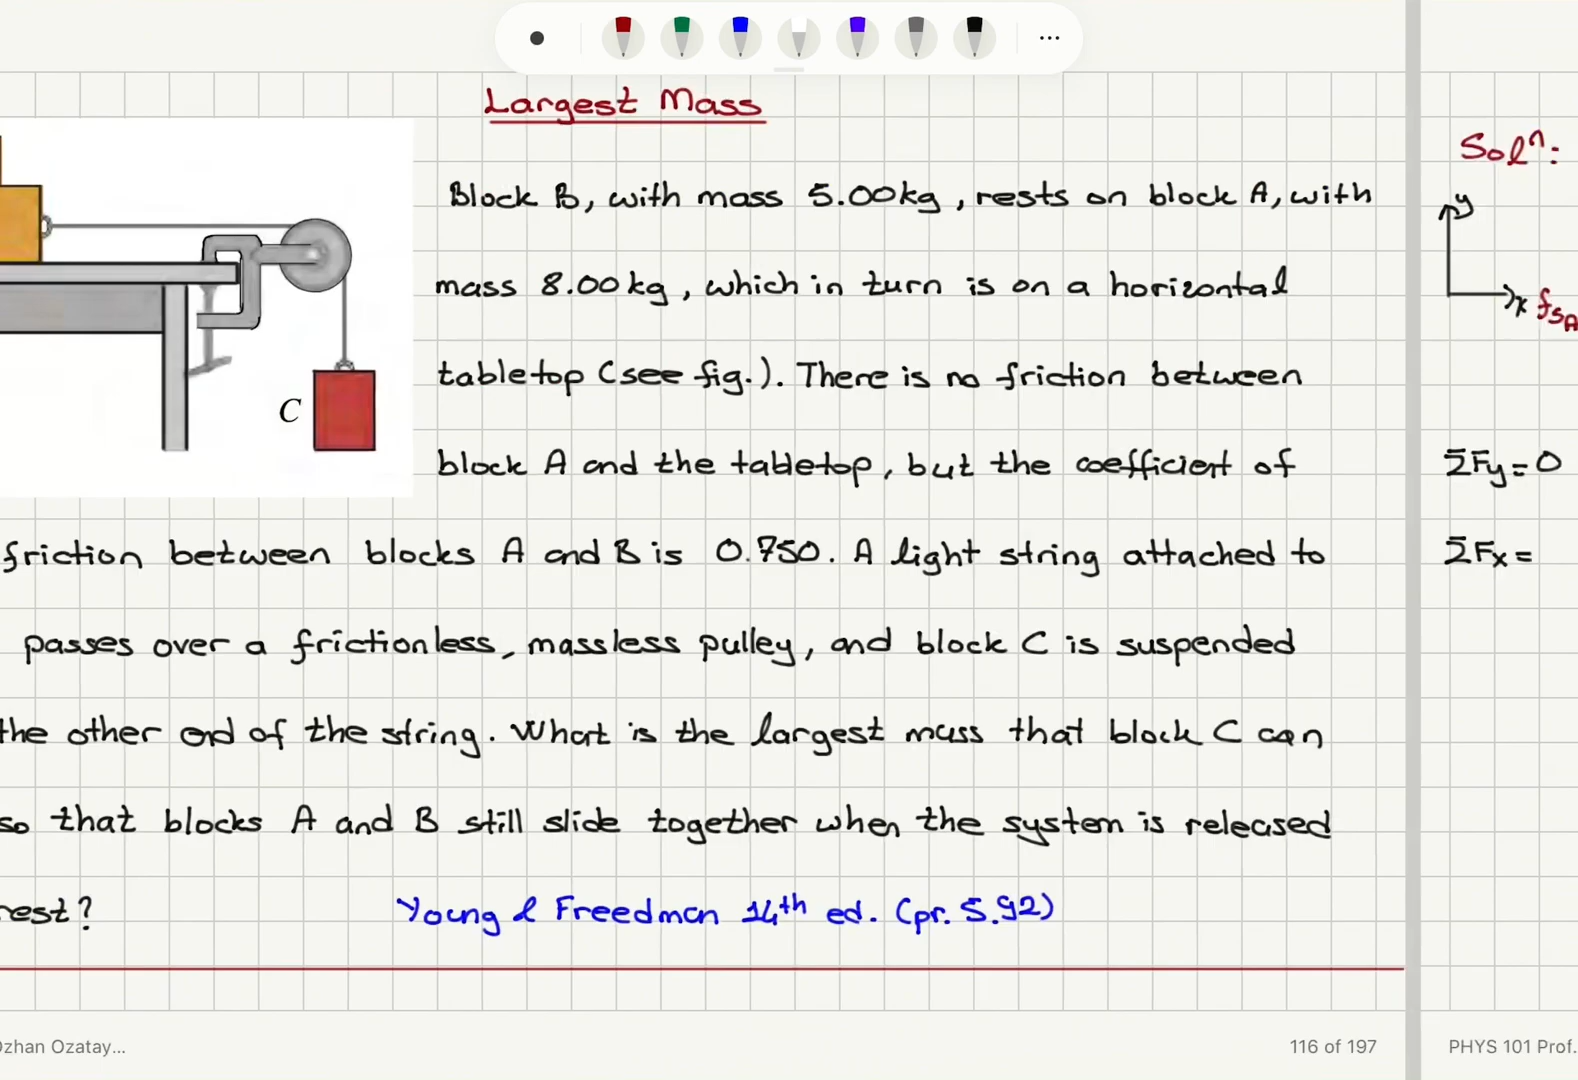 Largest Mass
Block B, with mass 5.00kg, rests on block A, with
mass 8.00kg, which in turn is on a horizontal
tabletop (see fig.). There is no friction between
block A and the tabletop, but the coefficient of
friction between blocks A and B is 0.750. A light string attached to
passes over a frictionless, massless pulley, and block C is suspended
the other end of the string. What is the largest mass that block C can
so that blocks A and B still slide together when the system is released
rest?
Young & Freedman 14th ed. (pr. 5.92)
C
Solⁿ:
y
x
fsA
ΣFy = 0
ΣFx =
Ozhan Ozatay...
116 of 197
PHYS 101 Prof.